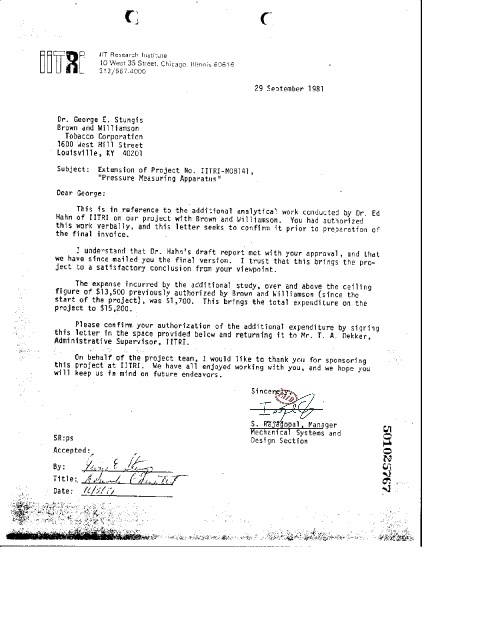 IITRI
IIT Research Institute
10 West 35 Street, Chicago, Illinois 60616
312/567-4000
29 September 1981
Dr. George E. Stungis
Brown and Williamson
Tobacco Corporation
1600 West Hill Street
Louisville, KY 40201
Subject: Extension of Project No. IITRI-M08141,
"Pressure Measuring Apparatus"
Dear George:
This is in reference to the additional analytical work conducted by Dr. Ed
Hahn of IITRI on our project with Brown and Williamson. You had authorized
this work verbally, and this letter seeks to confirm it prior to preparation of
the final invoice.
I understand that Dr. Hahn's draft report met with your approval, and that
we have since mailed you the final version. I trust that this brings the pro-
ject to a satisfactory conclusion from your viewpoint.
The expense incurred by the additional study, over and above the ceiling
figure of $13,500 previously authorized by Brown and Williamson (since the
start of the project), was $1,700. This brings the total expenditure on the
project to $15,200.
Please confirm your authorization of the additional expenditure by signing
this letter in the space provided below and returning it to Mr. T. A. Dekker,
Administrative Supervisor, IITRI.
On behalf of the project team, I would like to thank you for sponsoring
this project at IITRI. We have all enjoyed working with you, and we hope you
will keep us in mind on future endeavors.
Sincerely,
S. Rajagopal, Manager
Mechanical Systems and
Design Section
SR:ps
Accepted:
By: George E Stungis
Title:
Date:
501025767